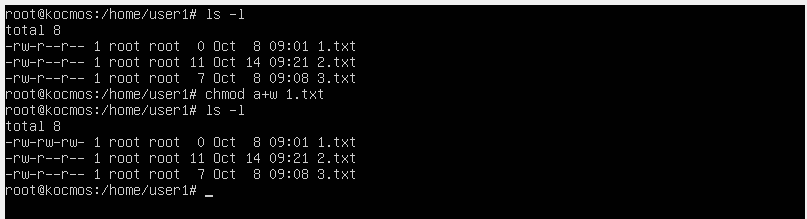 root@kocmos:/home/user1# ls -l
total 8
-rw-r--r-- 1 root root  0 Oct  8 09:01 1.txt
-rw-r--r-- 1 root root 11 Oct 14 09:21 2.txt
-rw-r--r-- 1 root root  7 Oct  8 09:08 3.txt
root@kocmos:/home/user1# chmod a+w 1.txt
root@kocmos:/home/user1# ls -l
total 8
-rw-rw-rw- 1 root root  0 Oct  8 09:01 1.txt
-rw-r--r-- 1 root root 11 Oct 14 09:21 2.txt
-rw-r--r-- 1 root root  7 Oct  8 09:08 3.txt
root@kocmos:/home/user1# _